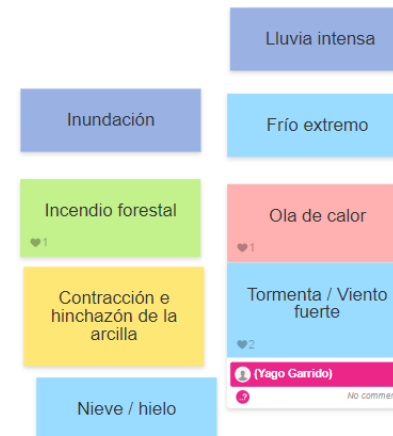 Lluvia intensa
Inundación
Frío extremo
Incendio forestal
1
Ola de calor
1
Contracción e
hinchazón de la
arcilla
Tormenta / Viento
fuerte
2
(Yago Garrido)
Nieve / hielo
No commen